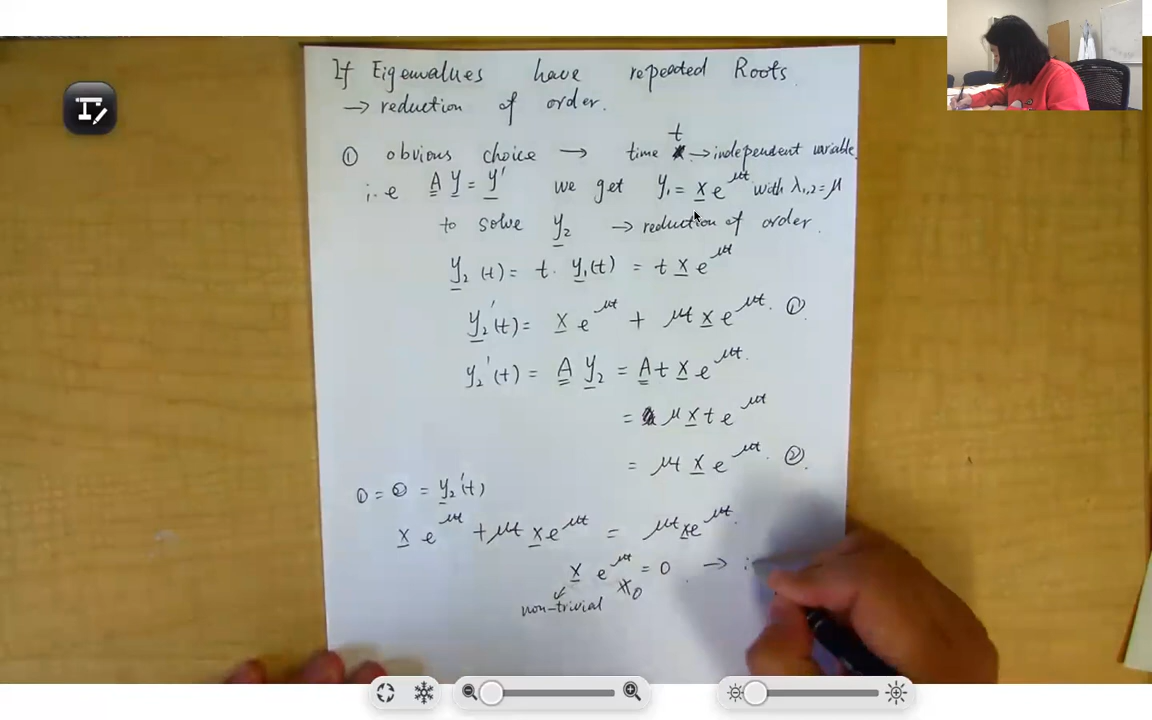 If Eigenvalues have repeated Roots
→ reduction of order.
t
① obvious choice → time → independent variable.
i.e A y = y' we get y₁ = x e^μt with λ₁,₂ = μ
to solve y₂ → reduction of order.
y₂(t) = t · y₁(t) = t x e^μt
y₂'(t) = x e^μt + μt x e^μt. ①
y₂'(t) = A y₂ = A t x e^μt.
= μ x t e^μt
= μt x e^μt. ②.
① = ② = y₂'(t)
x e^μt + μt x e^μt = μt x e^μt.
x e^μt = 0 →
non-trivial ≠0